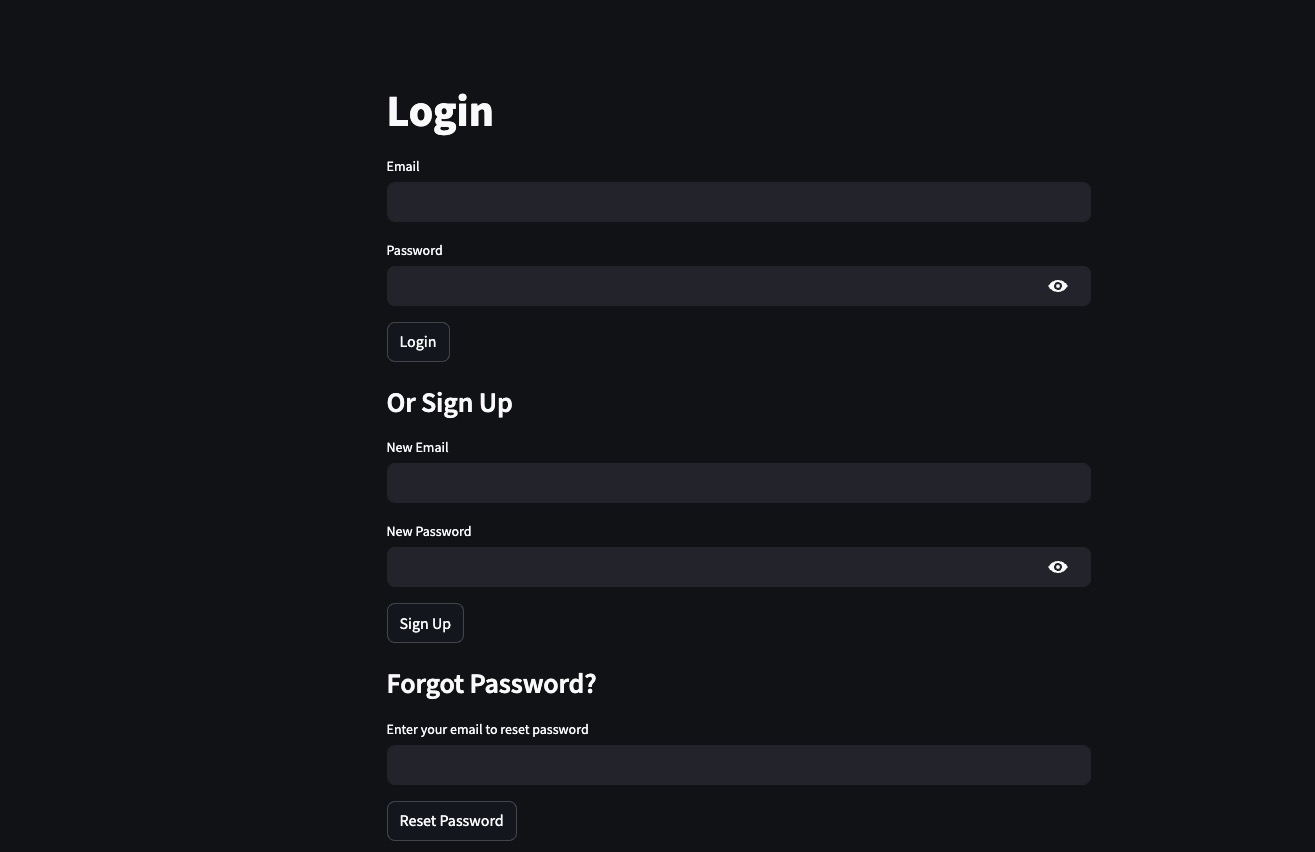 Login
Email
Password
Login
Or Sign Up
New Email
New Password
Sign Up
Forgot Password?
Enter your email to reset password
Reset Password